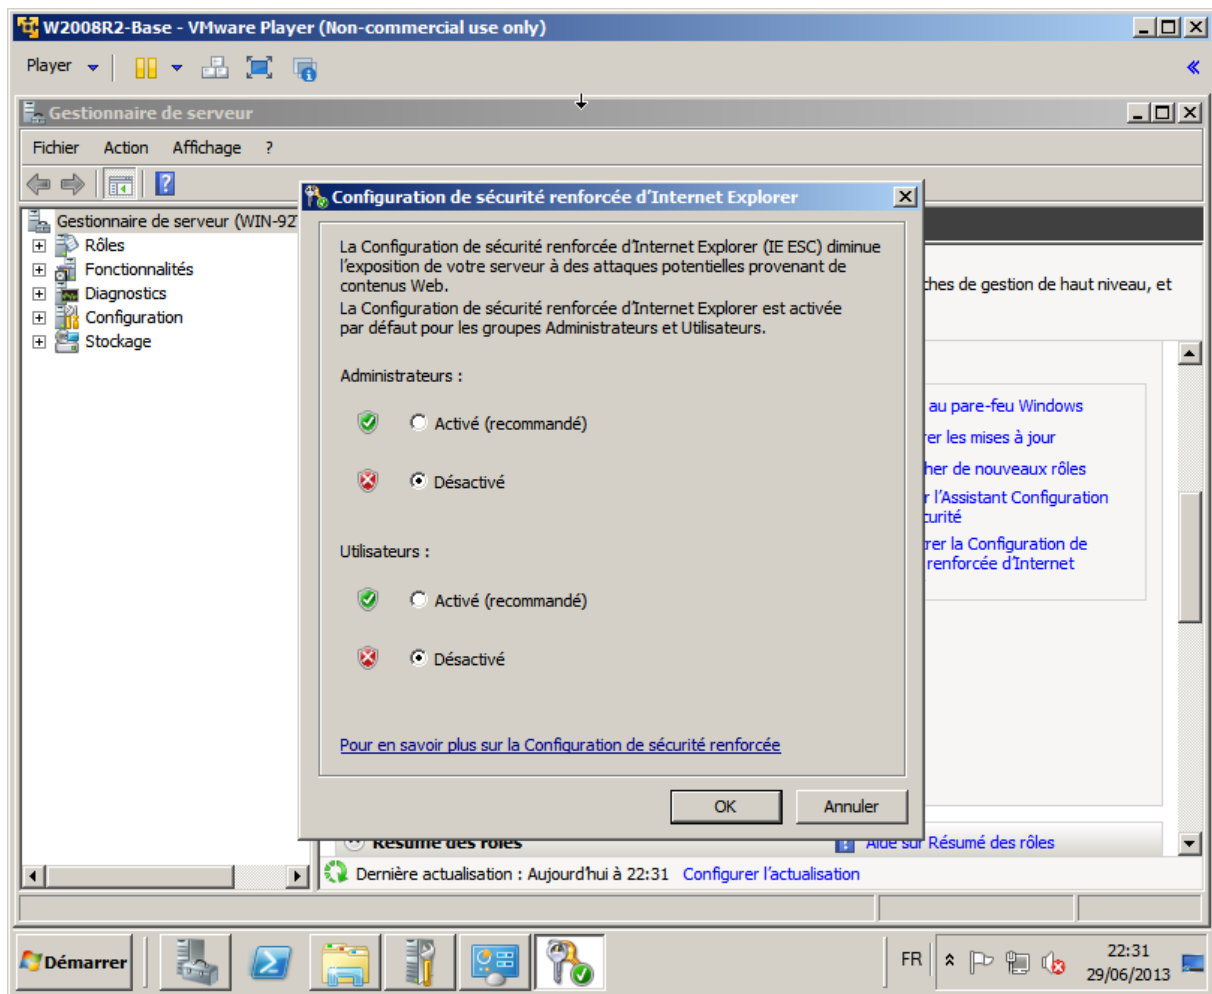 W2008R2-Base - VMware Player (Non-commercial use only)
Player
Gestionnaire de serveur
Fichier Action Affichage ?
Configuration de sécurité renforcée d'Internet Explorer
Gestionnaire de serveur (WIN-92
Rôles
Fonctionnalités
Diagnostics
Configuration
Stockage
La Configuration de sécurité renforcée d'Internet Explorer (IE ESC) diminue
l'exposition de votre serveur à des attaques potentielles provenant de
contenus Web.
La Configuration de sécurité renforcée d'Internet Explorer est activée
par défaut pour les groupes Administrateurs et Utilisateurs.
Administrateurs :
Activé (recommandé)
Désactivé
Utilisateurs :
Activé (recommandé)
Désactivé
Pour en savoir plus sur la Configuration de sécurité renforcée
OK Annuler
ches de gestion de haut niveau, et
au pare-feu Windows
er les mises à jour
her de nouveaux rôles
r l'Assistant Configuration
curité
rer la Configuration de
renforcée d'Internet
Résumé des rôles Aide sur Résumé des rôles
Dernière actualisation : Aujourd'hui à 22:31 Configurer l'actualisation
Démarrer FR 22:31
29/06/2013